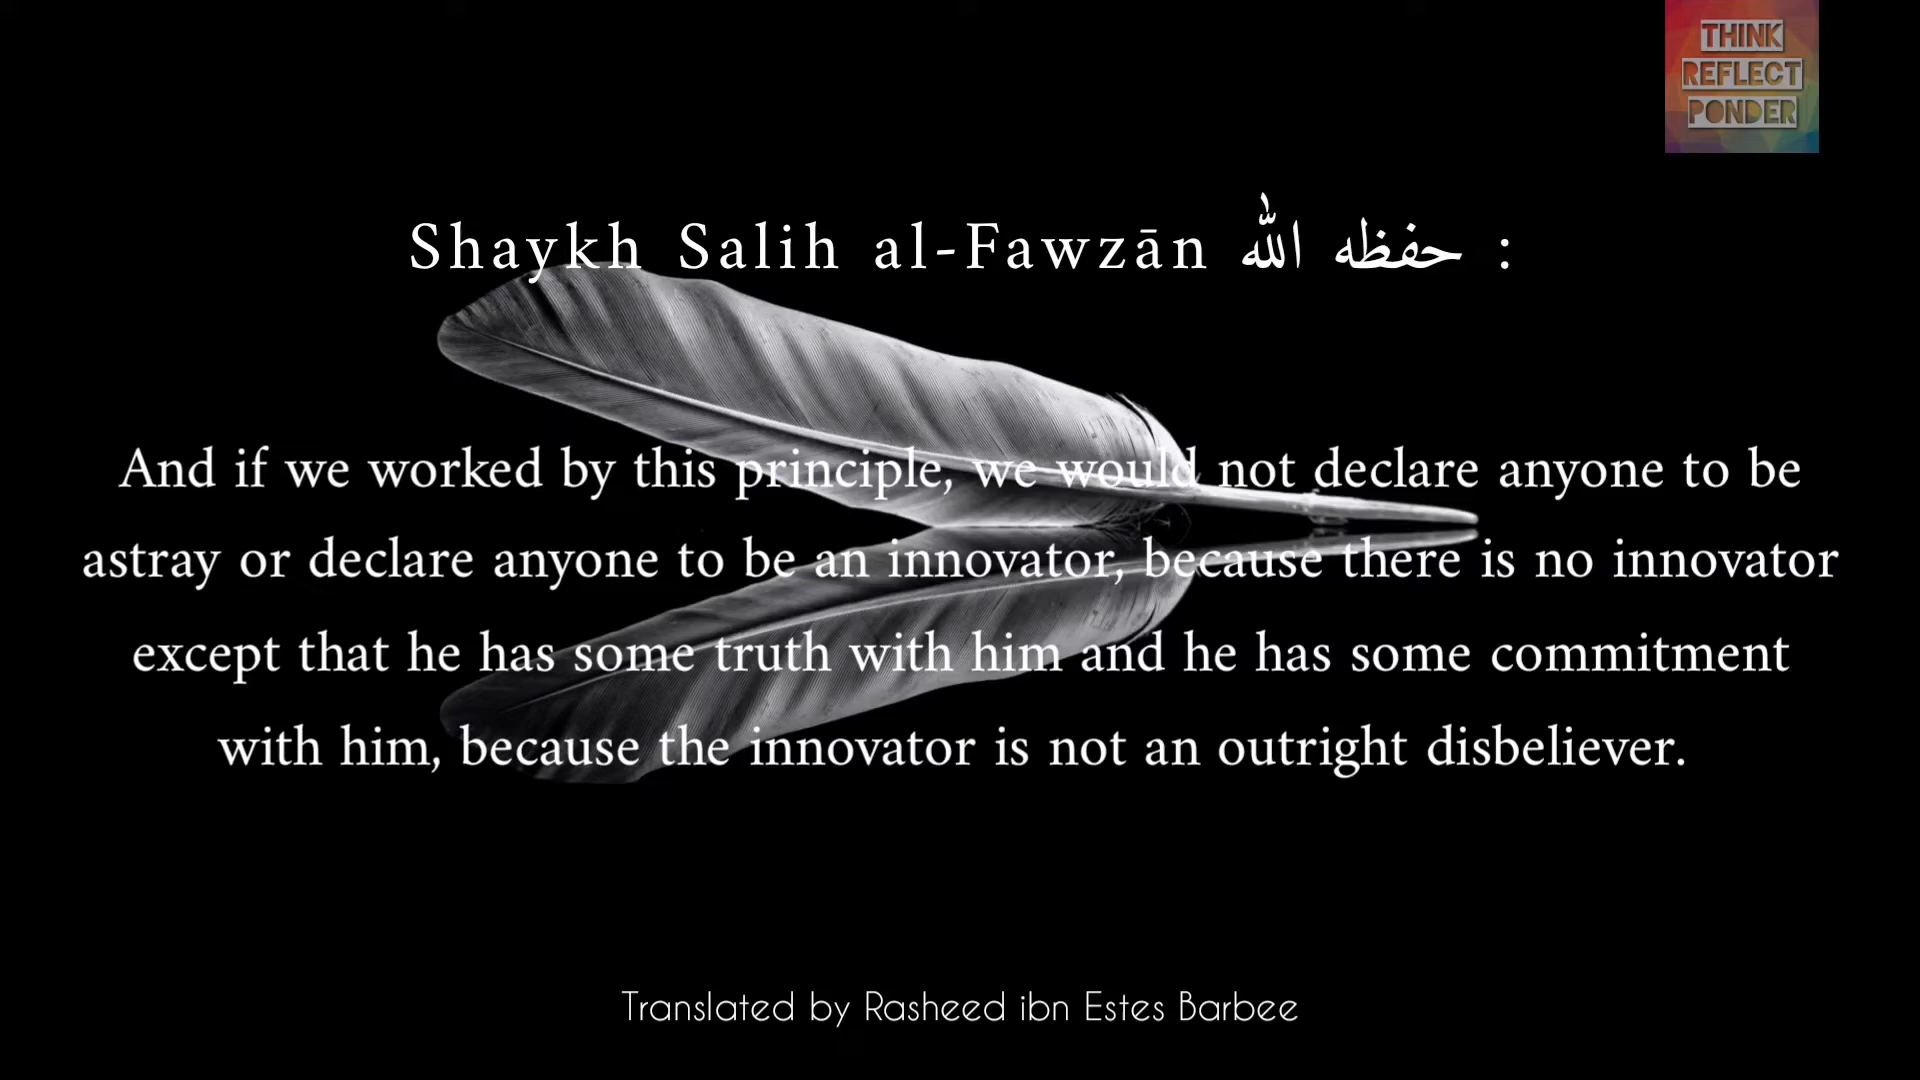 THINK
REFLECT
PONDER
Shaykh Salih al-Fawzān حفظه الله :
And if we worked by this principle, we would not declare anyone to be
astray or declare anyone to be an innovator, because there is no innovator
except that he has some truth with him and he has some commitment
with him, because the innovator is not an outright disbeliever.
Translated by Rasheed ibn Estes Barbee